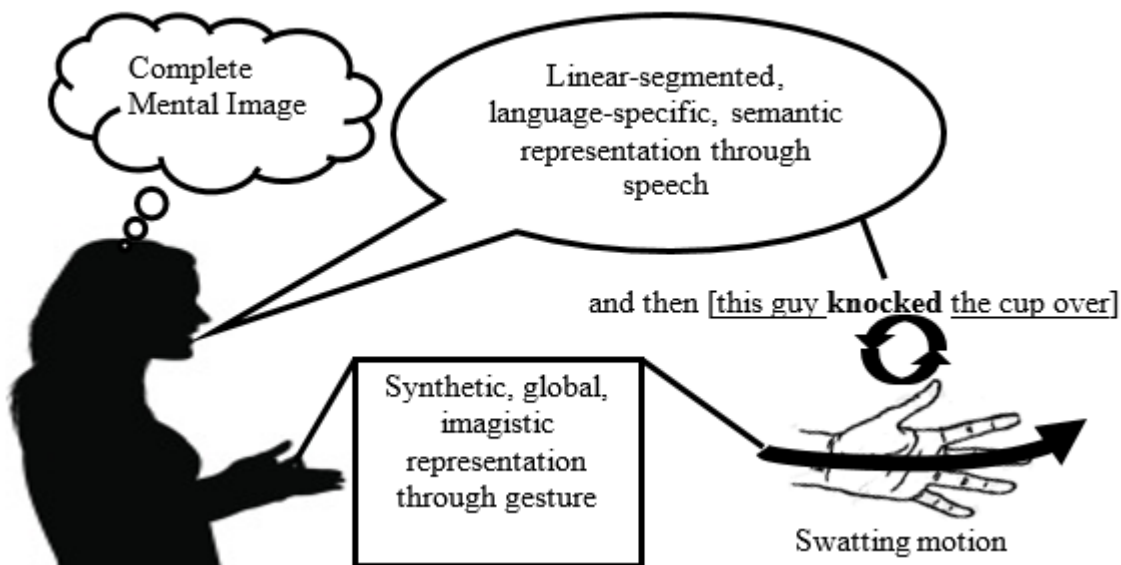 Complete
Mental Image
Linear-segmented,
language-specific, semantic
representation through
speech
and then [this guy knocked the cup over]
Synthetic, global,
imagistic
representation
through gesture
Swatting motion